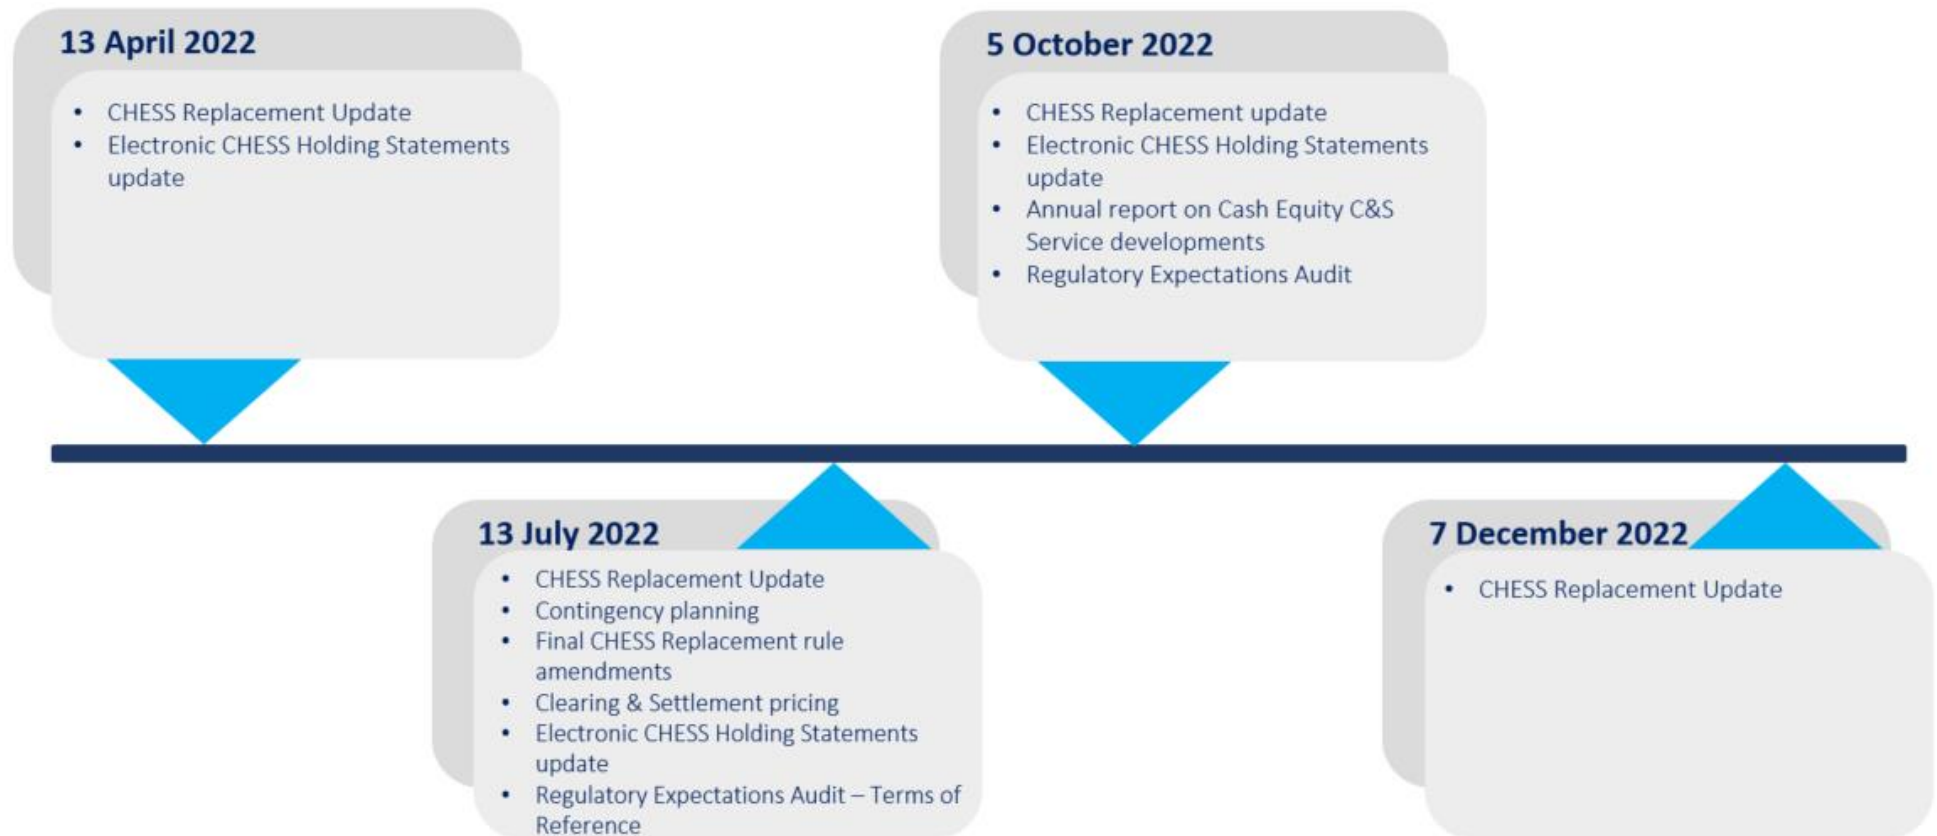 13 April 2022
• CHESS Replacement Update
• Electronic CHESS Holding Statements
update
5 October 2022
• CHESS Replacement update
• Electronic CHESS Holding Statements
update
• Annual report on Cash Equity C&S
Service developments
• Regulatory Expectations Audit
13 July 2022
• CHESS Replacement Update
• Contingency planning
• Final CHESS Replacement rule
amendments
• Clearing & Settlement pricing
• Electronic CHESS Holding Statements
update
• Regulatory Expectations Audit – Terms of
Reference
7 December 2022
• CHESS Replacement Update